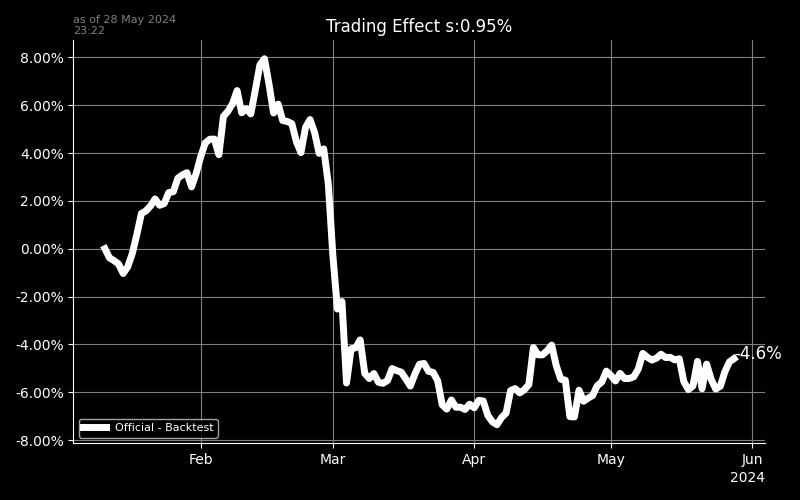 as of 28 May 2024
23:22
Trading Effect s:0.95%
8.00%
6.00%
4.00%
2.00%
0.00%
-2.00%
-4.00%
-6.00%
-8.00%
-4.6%
Official - Backtest
Feb
Mar
Apr
May
Jun
2024